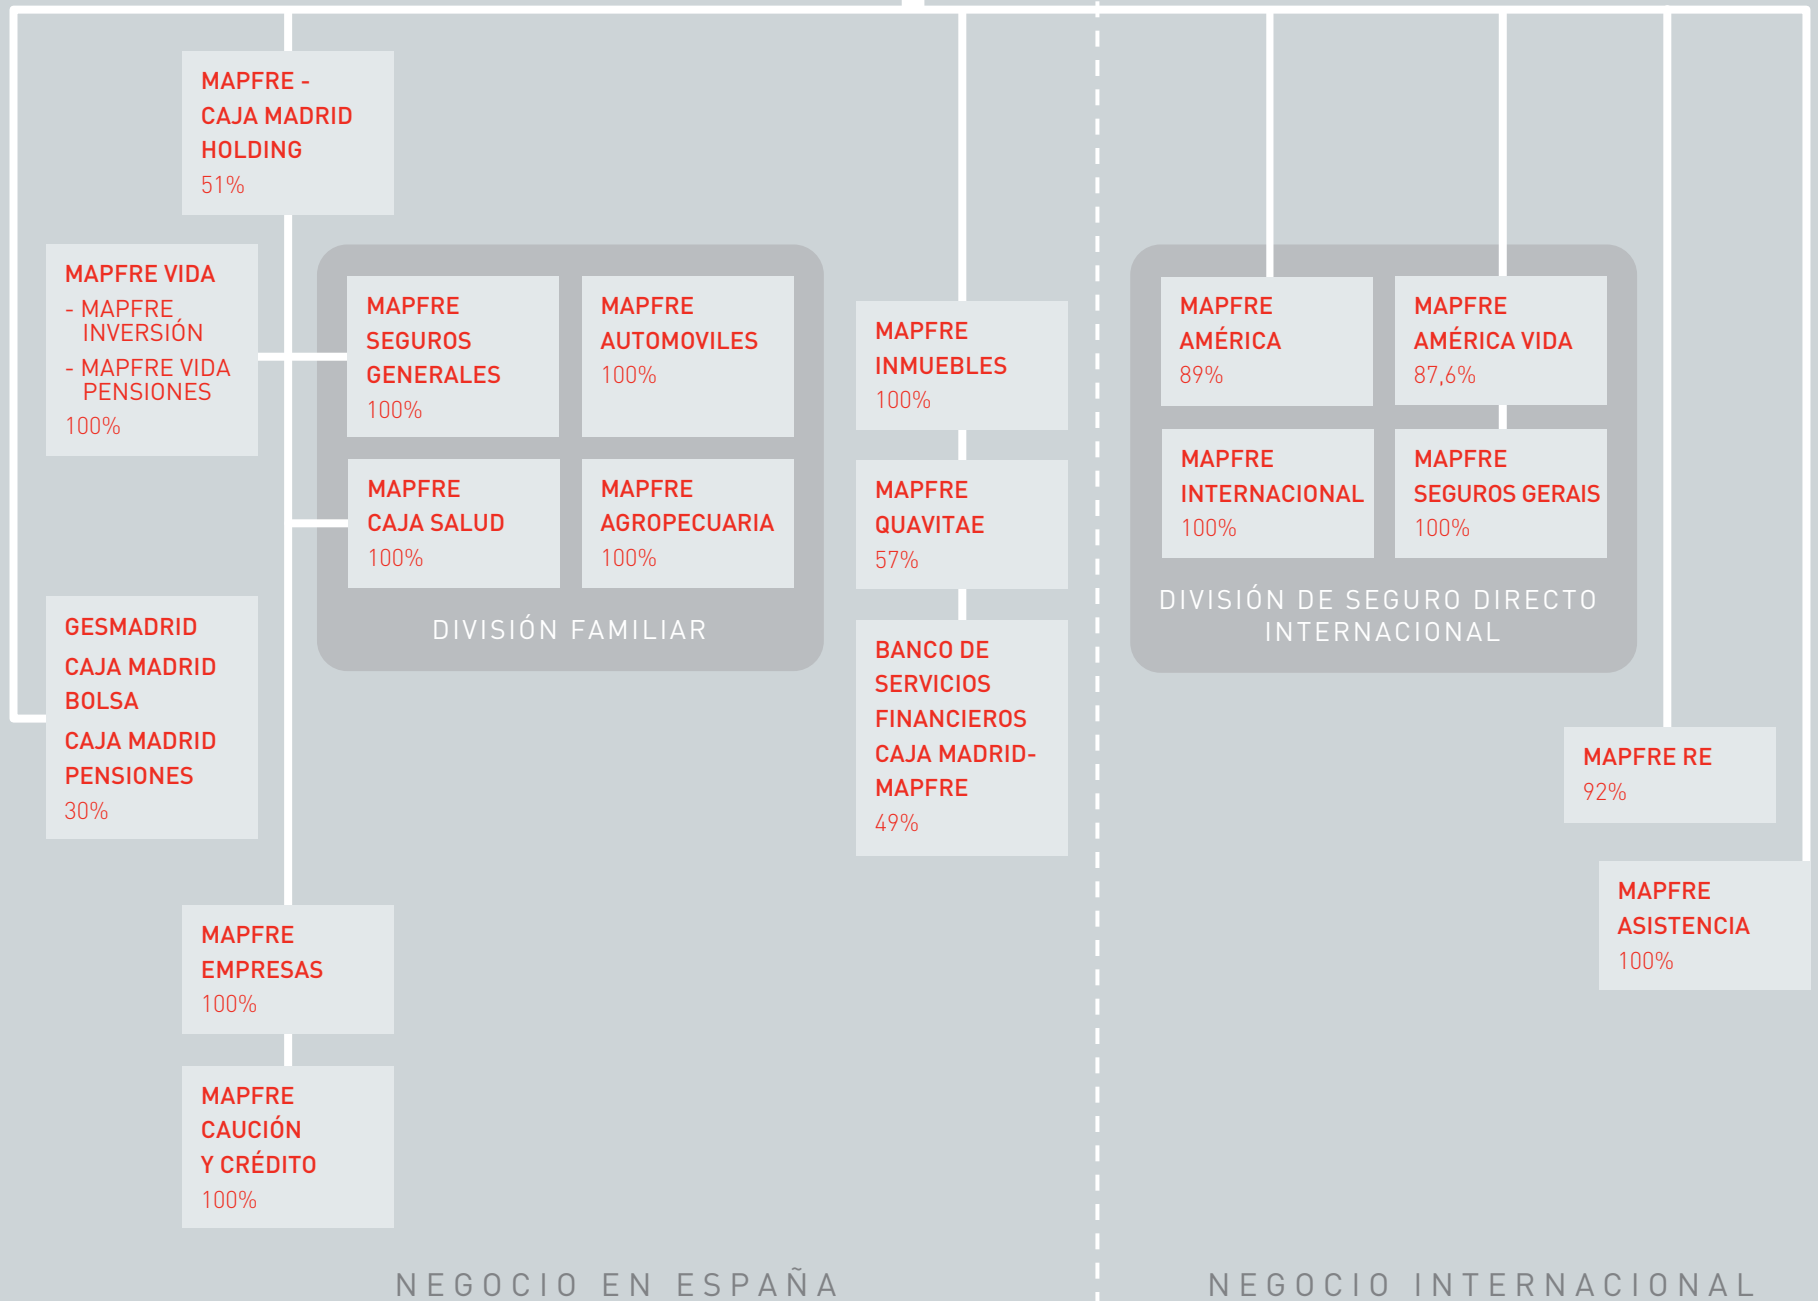 MAPFRE -
CAJA MADRID
HOLDING
51%
MAPFRE VIDA
- MAPFRE
INVERSIÓN
- MAPFRE VIDA
PENSIONES
100%
MAPFRE
SEGUROS
GENERALES
100%
MAPFRE
AUTOMOVILES
100%
MAPFRE
CAJA SALUD
100%
MAPFRE
AGROPECUARIA
100%
DIVISIÓN FAMILIAR
GESMADRID
CAJA MADRID
BOLSA
CAJA MADRID
PENSIONES
30%
MAPFRE
EMPRESAS
100%
MAPFRE
CAUCIÓN
Y CRÉDITO
100%
MAPFRE
INMUEBLES
100%
MAPFRE
QUAVITAE
57%
BANCO DE
SERVICIOS
FINANCIEROS
CAJA MADRID-
MAPFRE
49%
NEGOCIO EN ESPAÑA
MAPFRE
AMÉRICA
89%
MAPFRE
AMÉRICA VIDA
87,6%
MAPFRE
INTERNACIONAL
100%
MAPFRE
SEGUROS GERAIS
100%
DIVISIÓN DE SEGURO DIRECTO
INTERNACIONAL
MAPFRE RE
92%
MAPFRE
ASISTENCIA
100%
NEGOCIO INTERNACIONAL